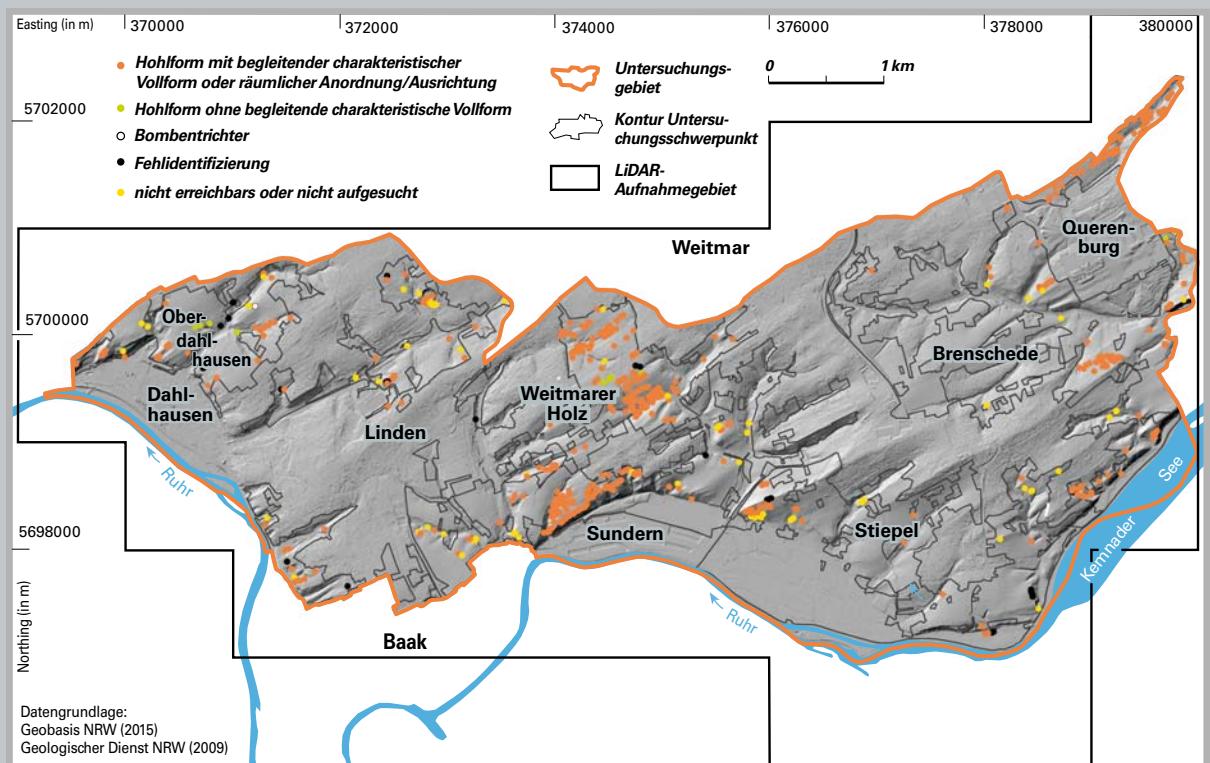 Easting (in m)
370000
372000
374000
376000
378000
380000
Hohlform mit begleitender charakteristischer
Vollform oder räumlicher Anordnung/Ausrichtung
Hohlform ohne begleitende charakteristische Vollform
Bombentrichter
Fehlidentifizierung
nicht erreichbars oder nicht aufgesucht
Untersuchungs-
gebiet
Kontur Untersu-
chungsschwerpunkt
LiDAR-
Aufnahmegebiet
0
1 km
5702000
5700000
5698000
Northing (in m)
Weitmar
Queren-
burg
Ober-
dahl-
hausen
Dahl-
hausen
Linden
Weitmarer
Holz
Brenschede
Sundern
Stiepel
Baak
Ruhr
Ruhr
Kemnader
See
Datengrundlage:
Geobasis NRW (2015)
Geologischer Dienst NRW (2009)